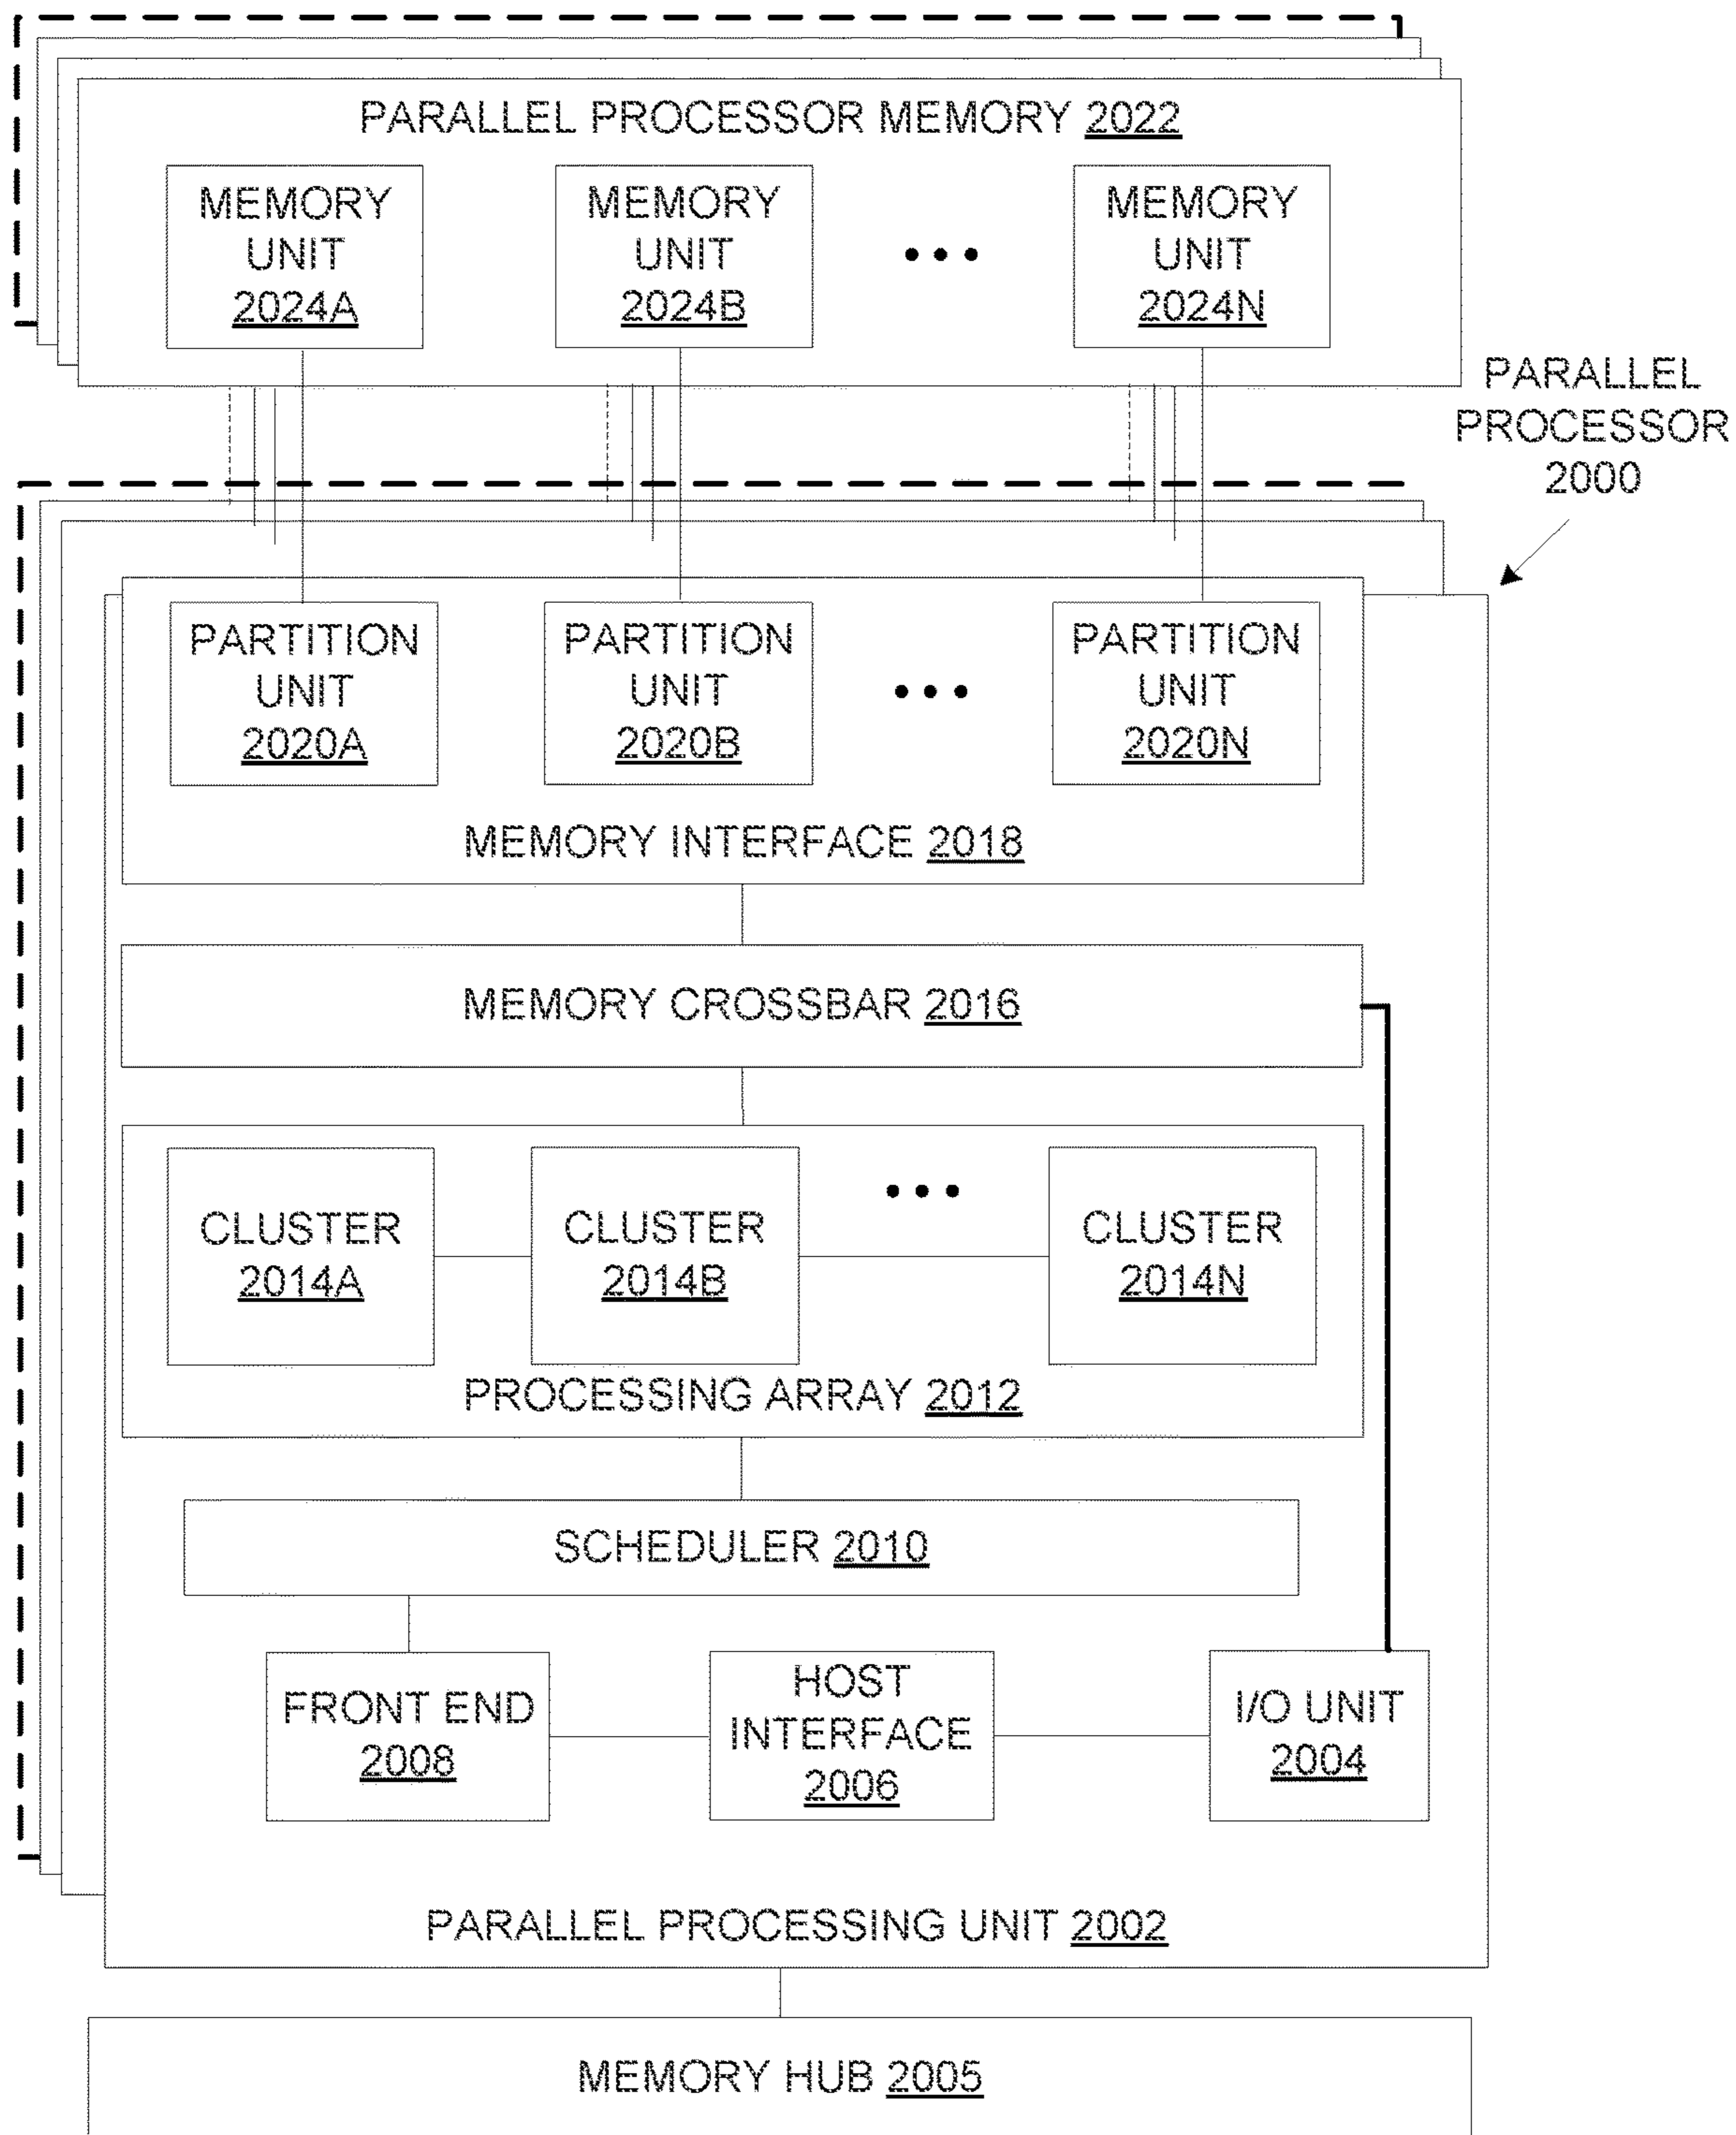 PARALLEL PROCESSOR MEMORY 2022
MEMORY
UNIT
2024A
MEMORY
UNIT
2024B
MEMORY
UNIT
2024N
PARALLEL
PROCESSOR
2000
PARTITION
UNIT
2020A
PARTITION
UNIT
2020B
PARTITION
UNIT
2020N
MEMORY INTERFACE 2018
MEMORY CROSSBAR 2016
CLUSTER
2014A
CLUSTER
2014B
CLUSTER
2014N
PROCESSING ARRAY 2012
SCHEDULER 2010
FRONT END
2008
HOST
INTERFACE
2006
I/O UNIT
2004
PARALLEL PROCESSING UNIT 2002
MEMORY HUB 2005